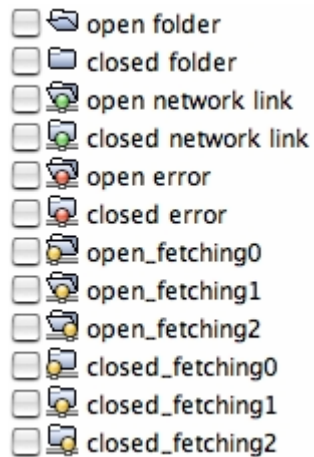 open folder
closed folder
open network link
closed network link
open error
closed error
open_fetching0
open_fetching1
open_fetching2
closed_fetching0
closed_fetching1
closed_fetching2